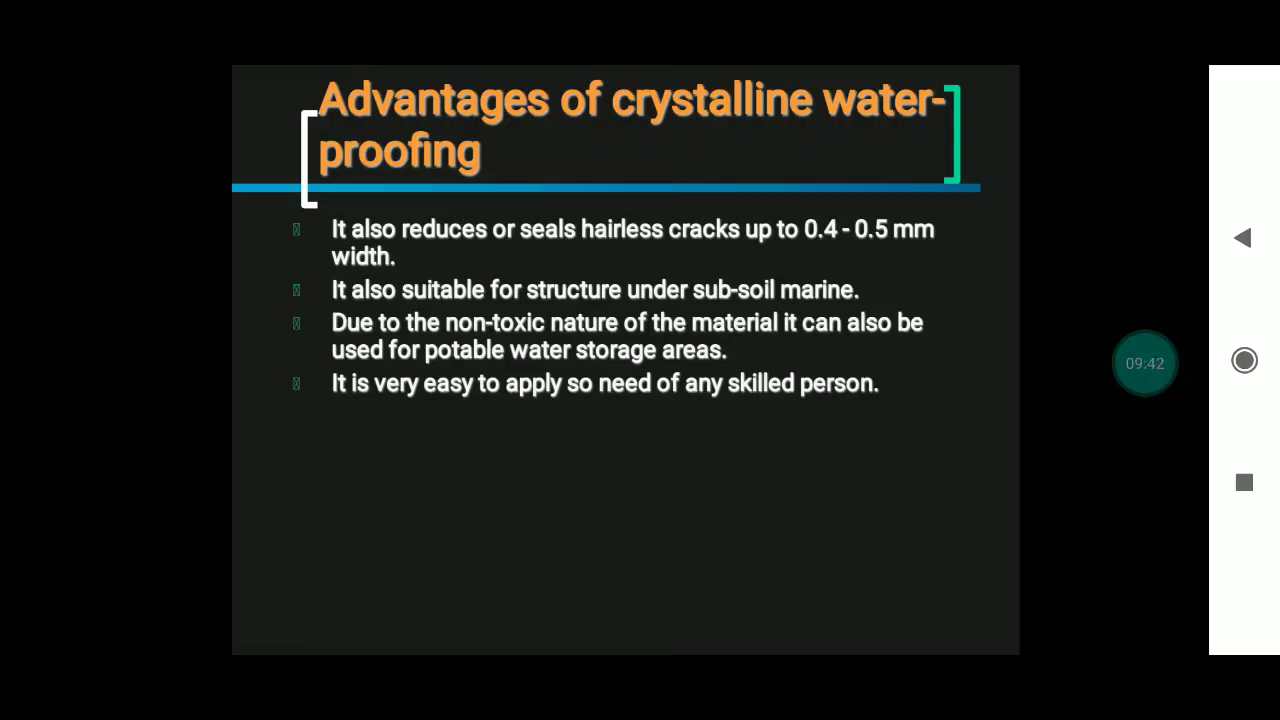 Advantages of crystalline water-
proofing
It also reduces or seals hairless cracks up to 0.4 - 0.5 mm
width.
It also suitable for structure under sub-soil marine.
Due to the non-toxic nature of the material it can also be
used for potable water storage areas.
It is very easy to apply so need of any skilled person.
09:42